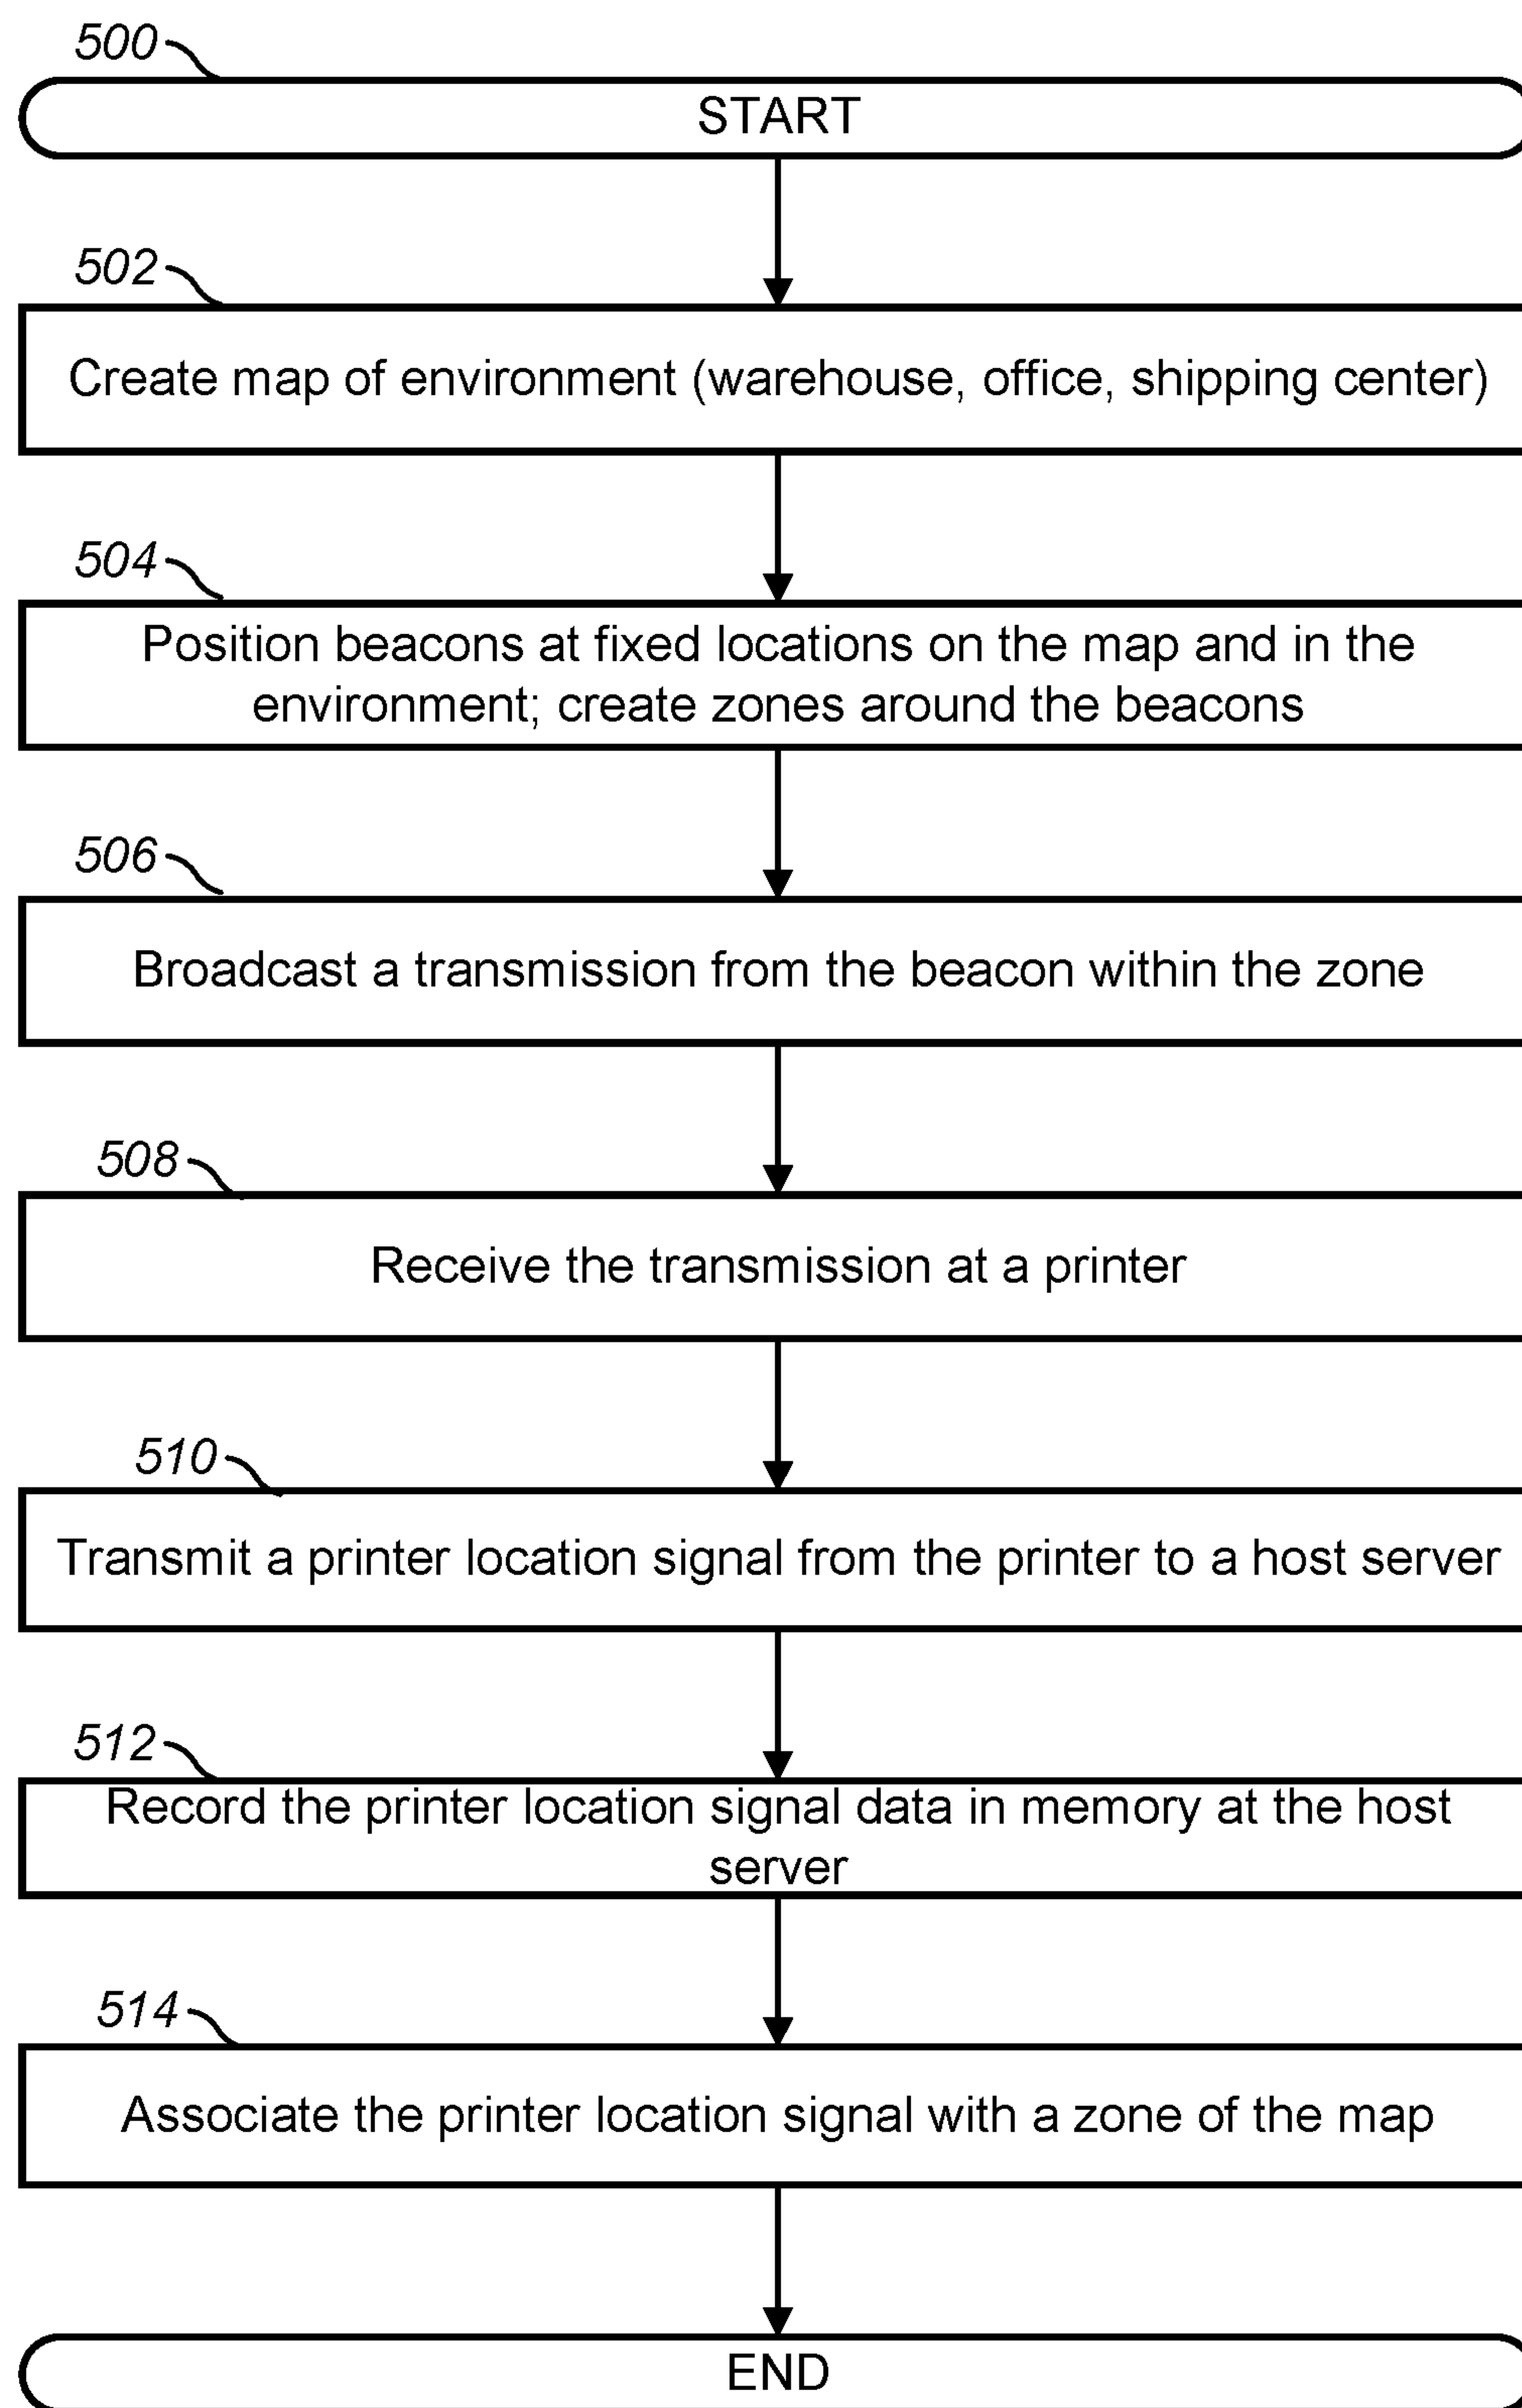 500
START
502
Create map of environment (warehouse, office, shipping center)
504
Position beacons at fixed locations on the map and in the
environment; create zones around the beacons
506
Broadcast a transmission from the beacon within the zone
508
Receive the transmission at a printer
510
Transmit a printer location signal from the printer to a host server
512
Record the printer location signal data in memory at the host
server
514
Associate the printer location signal with a zone of the map
END